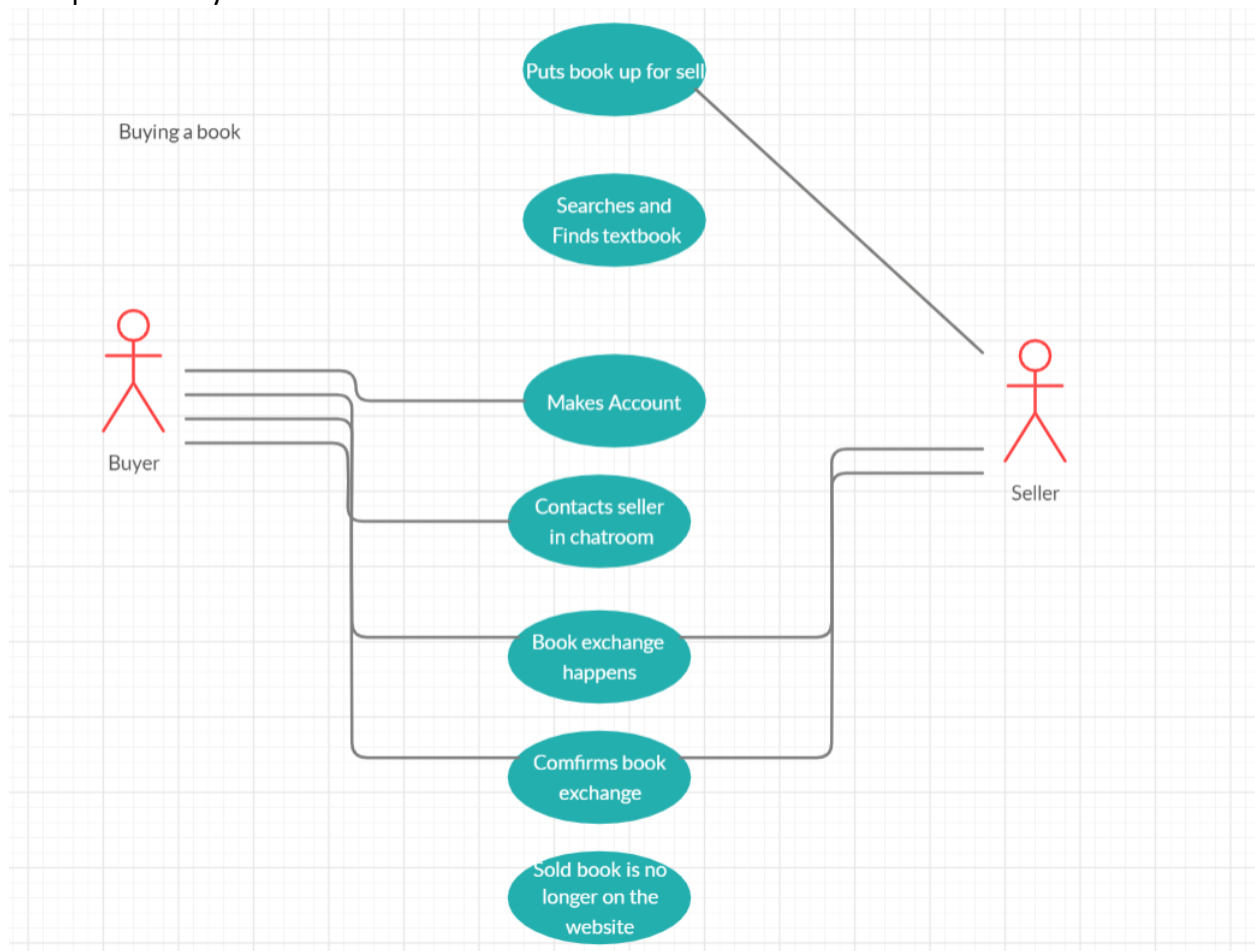 Puts book up for sell
Buying a book
Searches and
Finds textbook
Makes Account
Buyer
Contacts seller
in chatroom
Seller
Book exchange
happens
Comfirms book
exchange
Sold book is no
longer on the
website